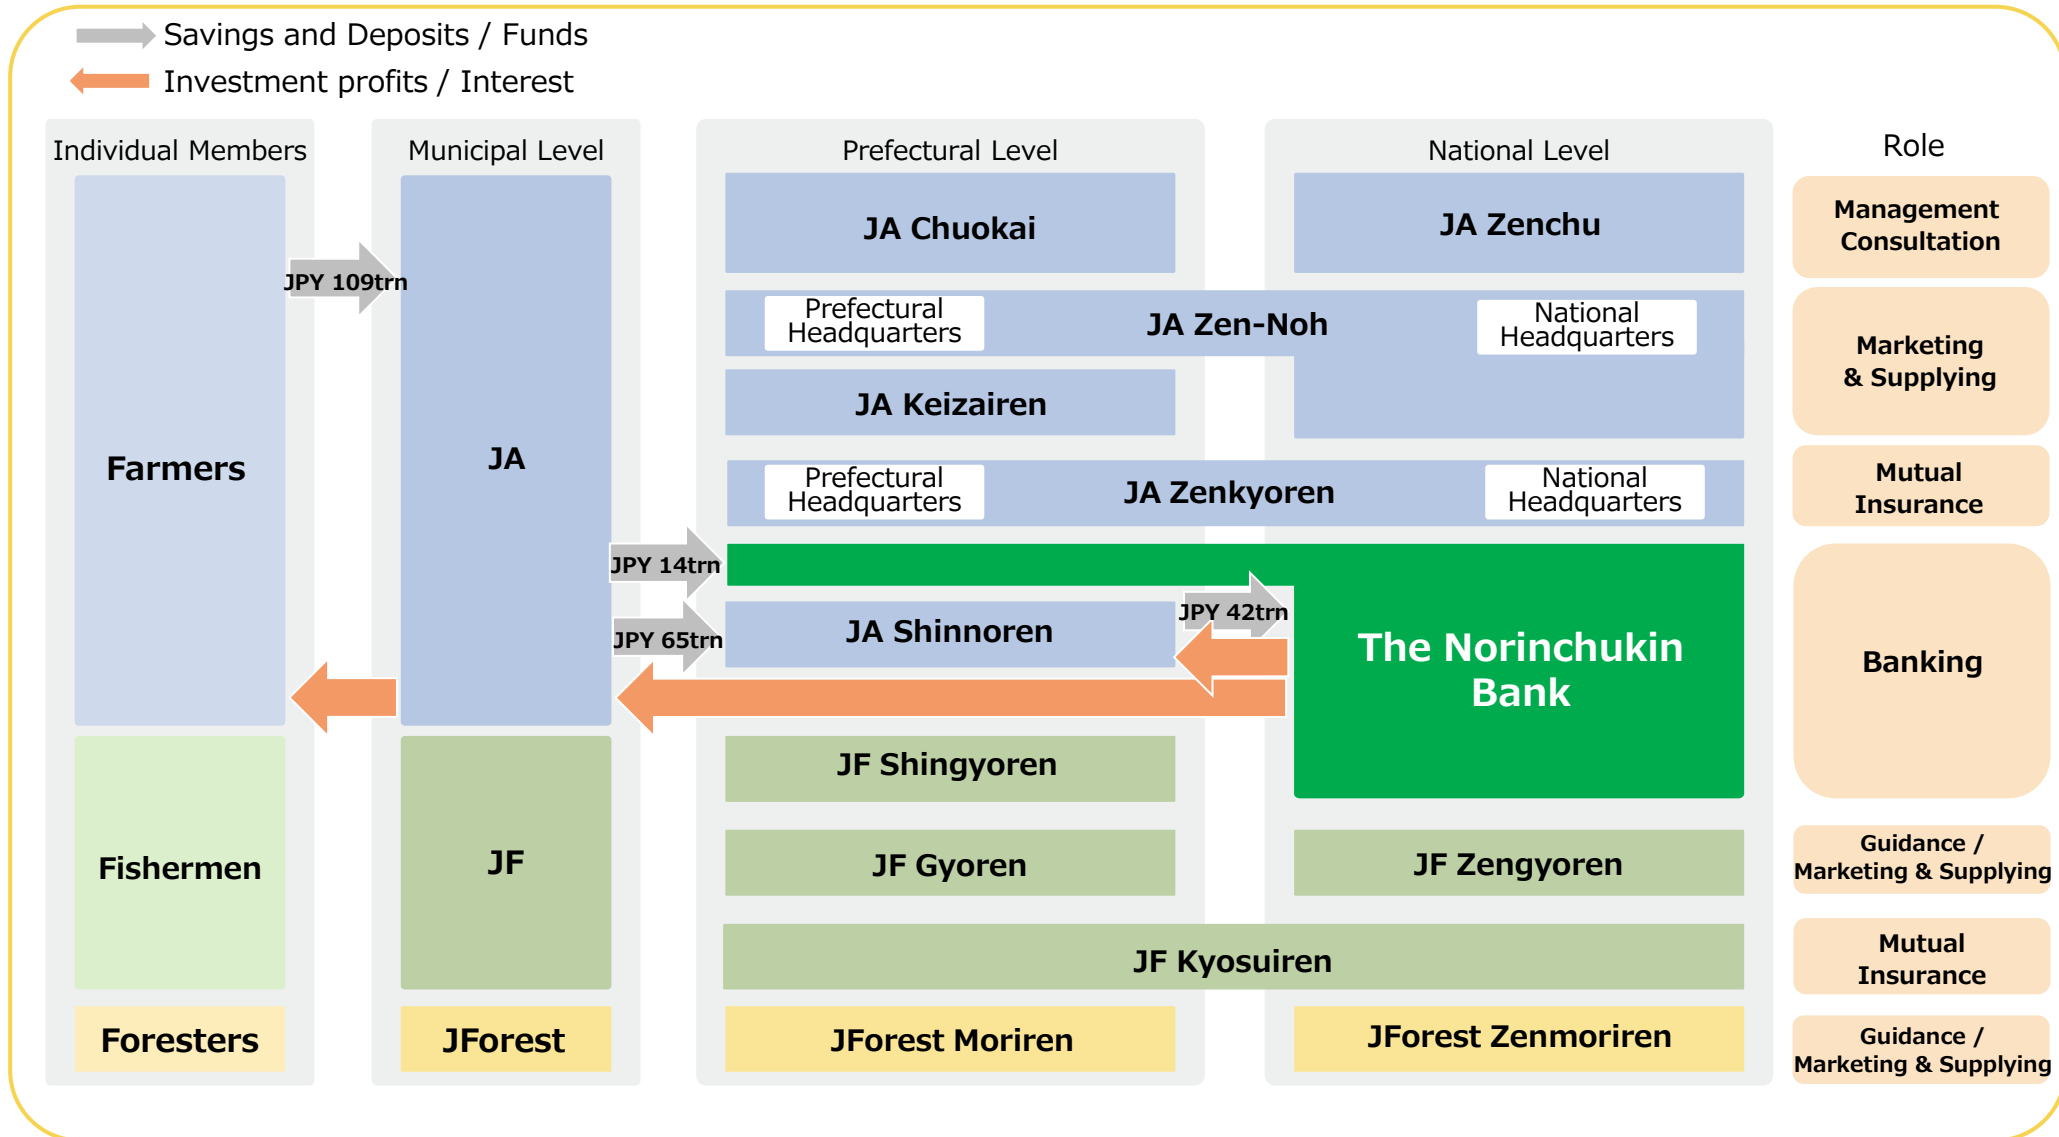 Savings and Deposits / Funds
Investment profits / Interest
Individual Members
Municipal Level
Prefectural Level
National Level
Role
Farmers
JPY 109trn
JA
JA Chuokai
JA Zenchu
Management
Consultation
Prefectural
Headquarters
JA Zen-Noh
National
Headquarters
JA Keizairen
Marketing
& Supplying
Prefectural
Headquarters
JA Zenkyoren
National
Headquarters
Mutual
Insurance
JPY 14trn
JPY 65trn
JA Shinnoren
JPY 42trn
The Norinchukin
Bank
Banking
JF Shingyoren
Fishermen
JF
JF Gyoren
JF Zengyoren
Guidance /
Marketing & Supplying
JF Kyosuiren
Mutual
Insurance
Foresters
JForest
JForest Moriren
JForest Zenmoriren
Guidance /
Marketing & Supplying